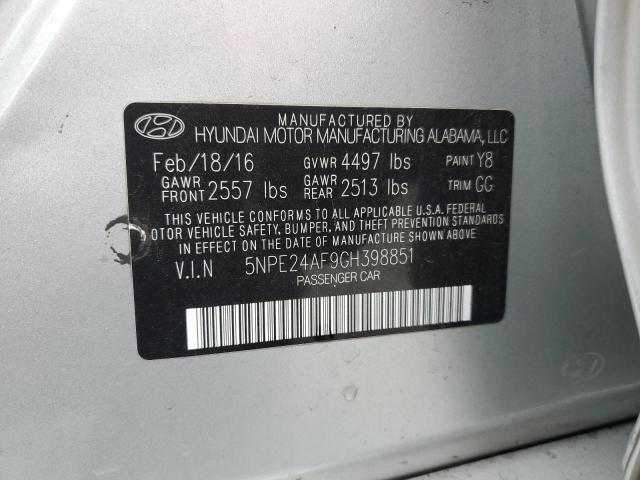 MANUFACTURED BY
HYUNDAI MOTOR MANUFACTURING ALABAMA, LLC
Feb/18/16 GVWR 4497 lbs PAINT Y8
GAWR FRONT 2557 lbs GAWR REAR 2513 lbs TRIM GG
THIS VEHICLE CONFORMS TO ALL APPLICABLE U.S.A. FEDERAL
OTOR VEHICLE SAFETY, BUMPER, AND THEFT PREVENTION STANDARDS
IN EFFECT ON THE DATE OF MANUFACTURE SHOWN ABOVE.
V.I.N 5NPE24AF9GH398851
PASSENGER CAR